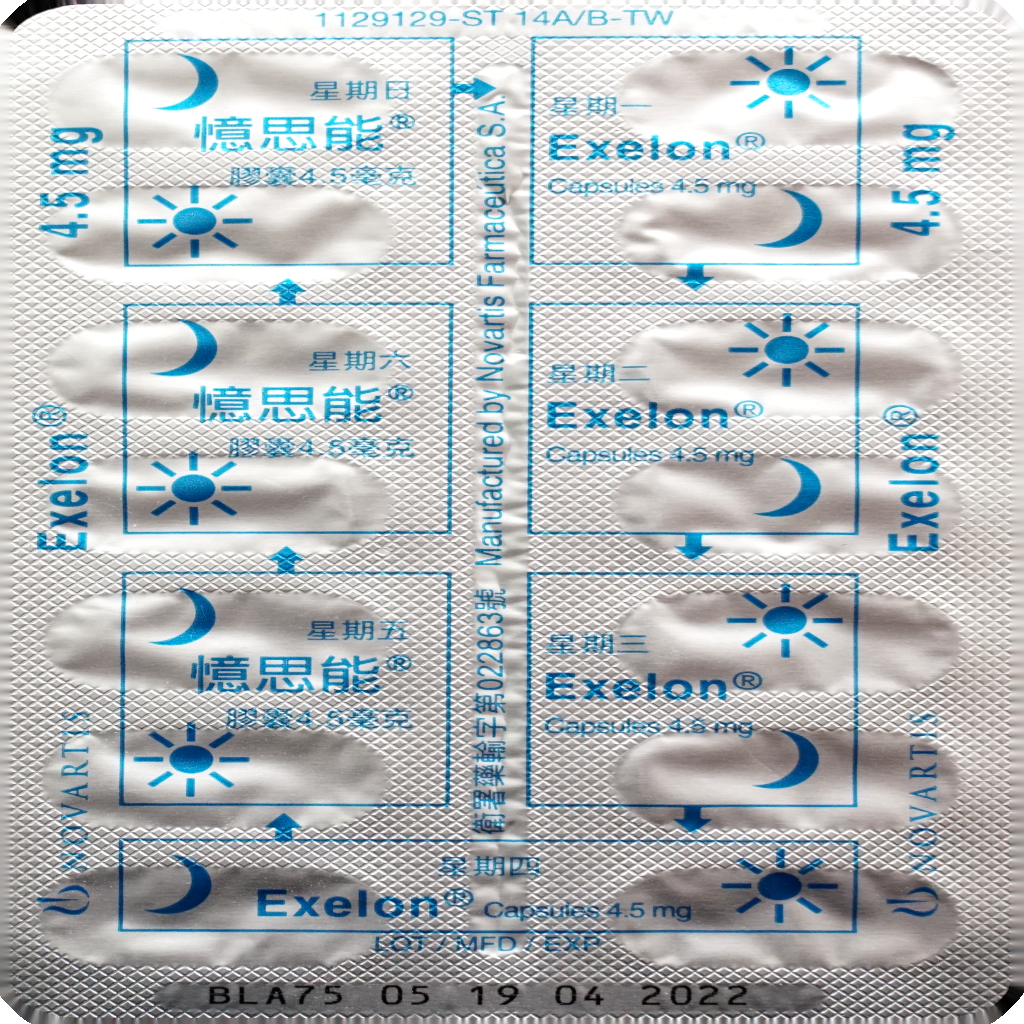 1129129-ST 14A/B-TW
星期日
憶思能®
膠囊4.5毫克
星期一
Exelon®
Capsules 4.5 mg
星期六
憶思能®
膠囊4.5毫克
星期二
Exelon®
Capsules 4.5 mg
星期五
憶思能®
膠囊4.5毫克
星期三
Exelon®
Capsules 4.5 mg
星期四
Exelon® Capsules 4.5 mg
LOT / MFD / EXP
BLA75 05 19 04 2022
NOVARTIS Exelon® 4.5 mg
衛署藥輸字第022863號 Manufactured by Novartis Farmacéutica S.A.
NOVARTIS Exelon® 4.5 mg